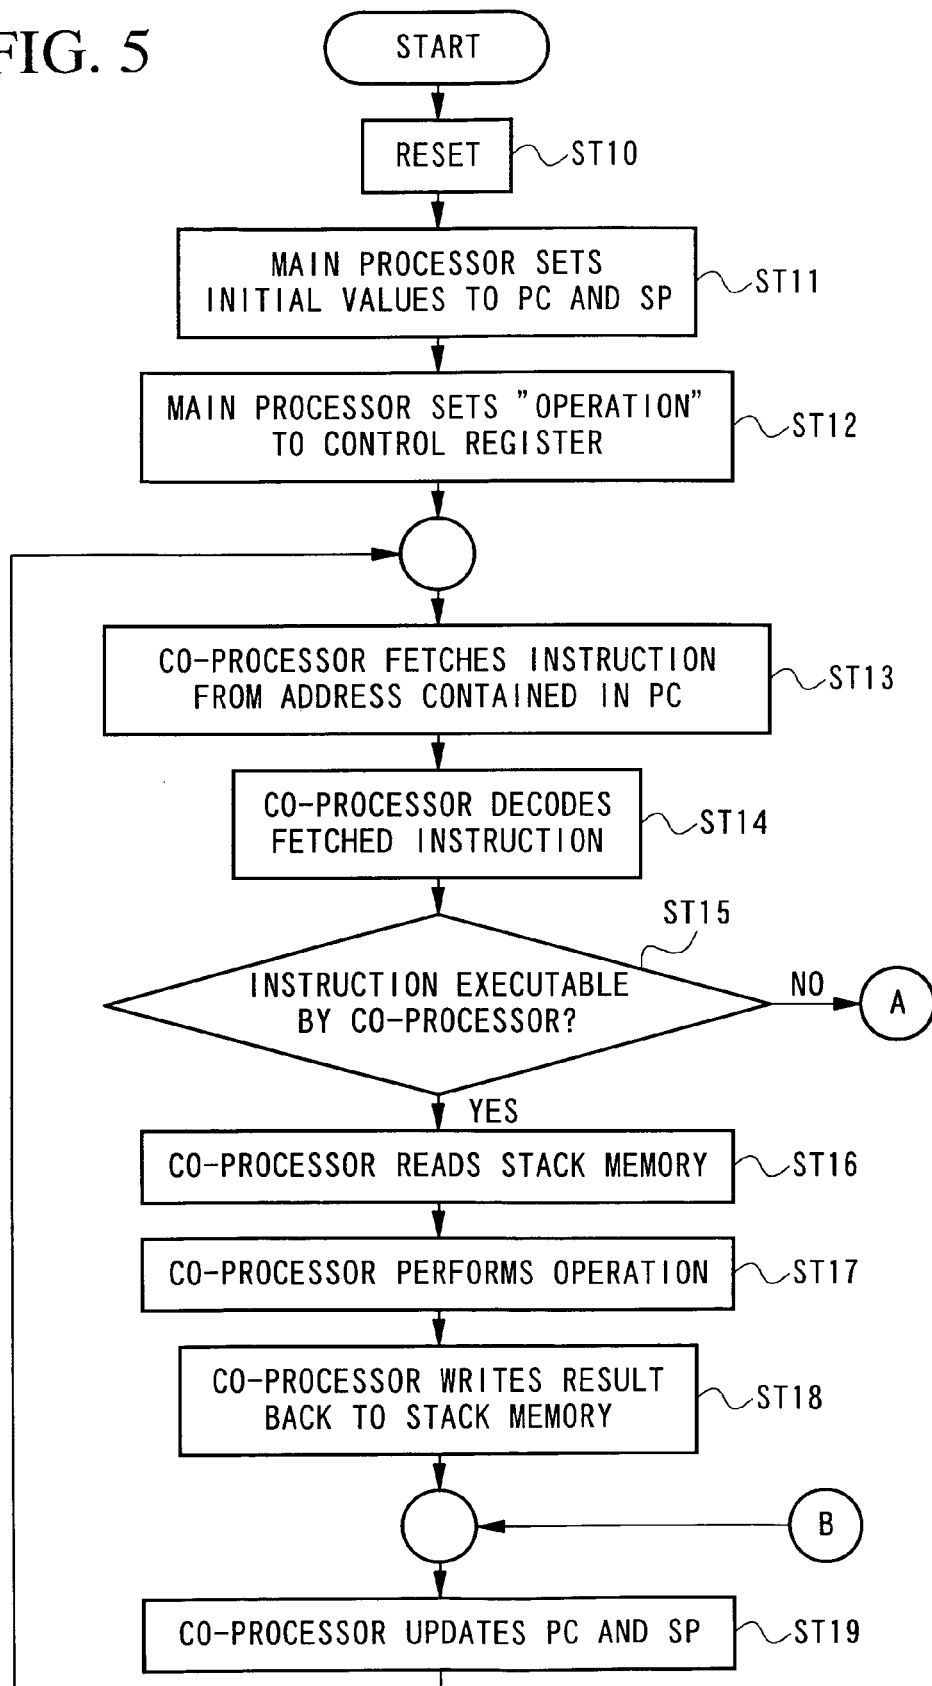 FIG. 5
START
RESET
ST10
MAIN PROCESSOR SETS
INITIAL VALUES TO PC AND SP
ST11
MAIN PROCESSOR SETS "OPERATION"
TO CONTROL REGISTER
ST12
CO-PROCESSOR FETCHES INSTRUCTION
FROM ADDRESS CONTAINED IN PC
ST13
CO-PROCESSOR DECODES
FETCHED INSTRUCTION
ST14
ST15
INSTRUCTION EXECUTABLE
BY CO-PROCESSOR?
NO
A
YES
CO-PROCESSOR READS STACK MEMORY
ST16
CO-PROCESSOR PERFORMS OPERATION
ST17
CO-PROCESSOR WRITES RESULT
BACK TO STACK MEMORY
ST18
B
CO-PROCESSOR UPDATES PC AND SP
ST19